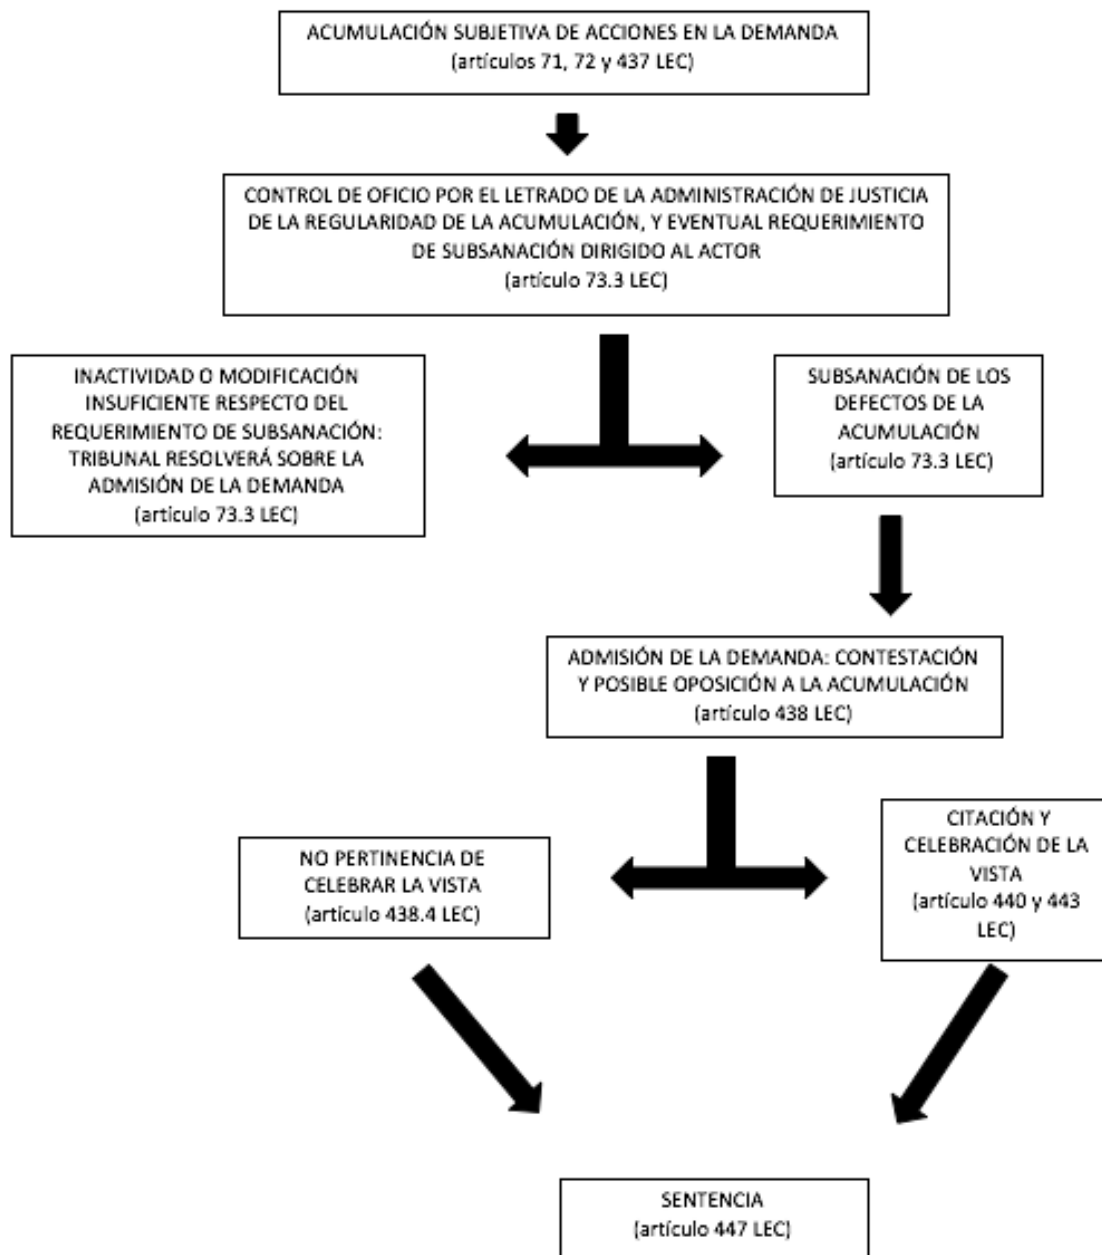 ACUMULACIÓN SUBJETIVA DE ACCIONES EN LA DEMANDA
(artículos 71, 72 y 437 LEC)
CONTROL DE OFICIO POR EL LETRADO DE LA ADMINISTRACIÓN DE JUSTICIA
DE LA REGULARIDAD DE LA ACUMULACIÓN, Y EVENTUAL REQUERIMIENTO
DE SUBSANACIÓN DIRIGIDO AL ACTOR
(artículo 73.3 LEC)
INACTIVIDAD O MODIFICACIÓN
INSUFICIENTE RESPECTO DEL
REQUERIMIENTO DE SUBSANACIÓN:
TRIBUNAL RESOLVERÁ SOBRE LA
ADMISIÓN DE LA DEMANDA
(artículo 73.3 LEC)
SUBSANACIÓN DE LOS
DEFECTOS DE LA
ACUMULACIÓN
(artículo 73.3 LEC)
ADMISIÓN DE LA DEMANDA: CONTESTACIÓN
Y POSIBLE OPOSICIÓN A LA ACUMULACIÓN
(artículo 438 LEC)
NO PERTINENCIA DE
CELEBRAR LA VISTA
(artículo 438.4 LEC)
CITACIÓN Y
CELEBRACIÓN DE LA
VISTA
(artículo 440 y 443
LEC)
SENTENCIA
(artículo 447 LEC)